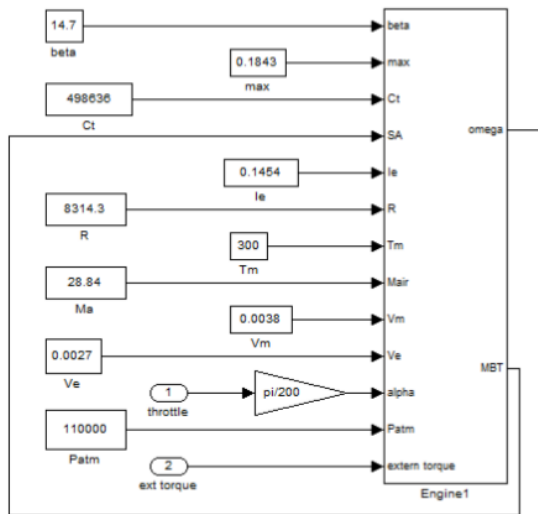 14.7
beta
beta
0.1843
max
max
498636
Ct
Ct
SA
omega
0.1454
Ie
Ie
8314.3
R
R
300
Tm
Tm
28.84
Ma
Mair
0.0038
Vm
Vm
0.0027
Ve
Ve
MBT
1
throttle
pi/200
alpha
110000
Patm
Patm
2
ext torque
extern torque
Engine1